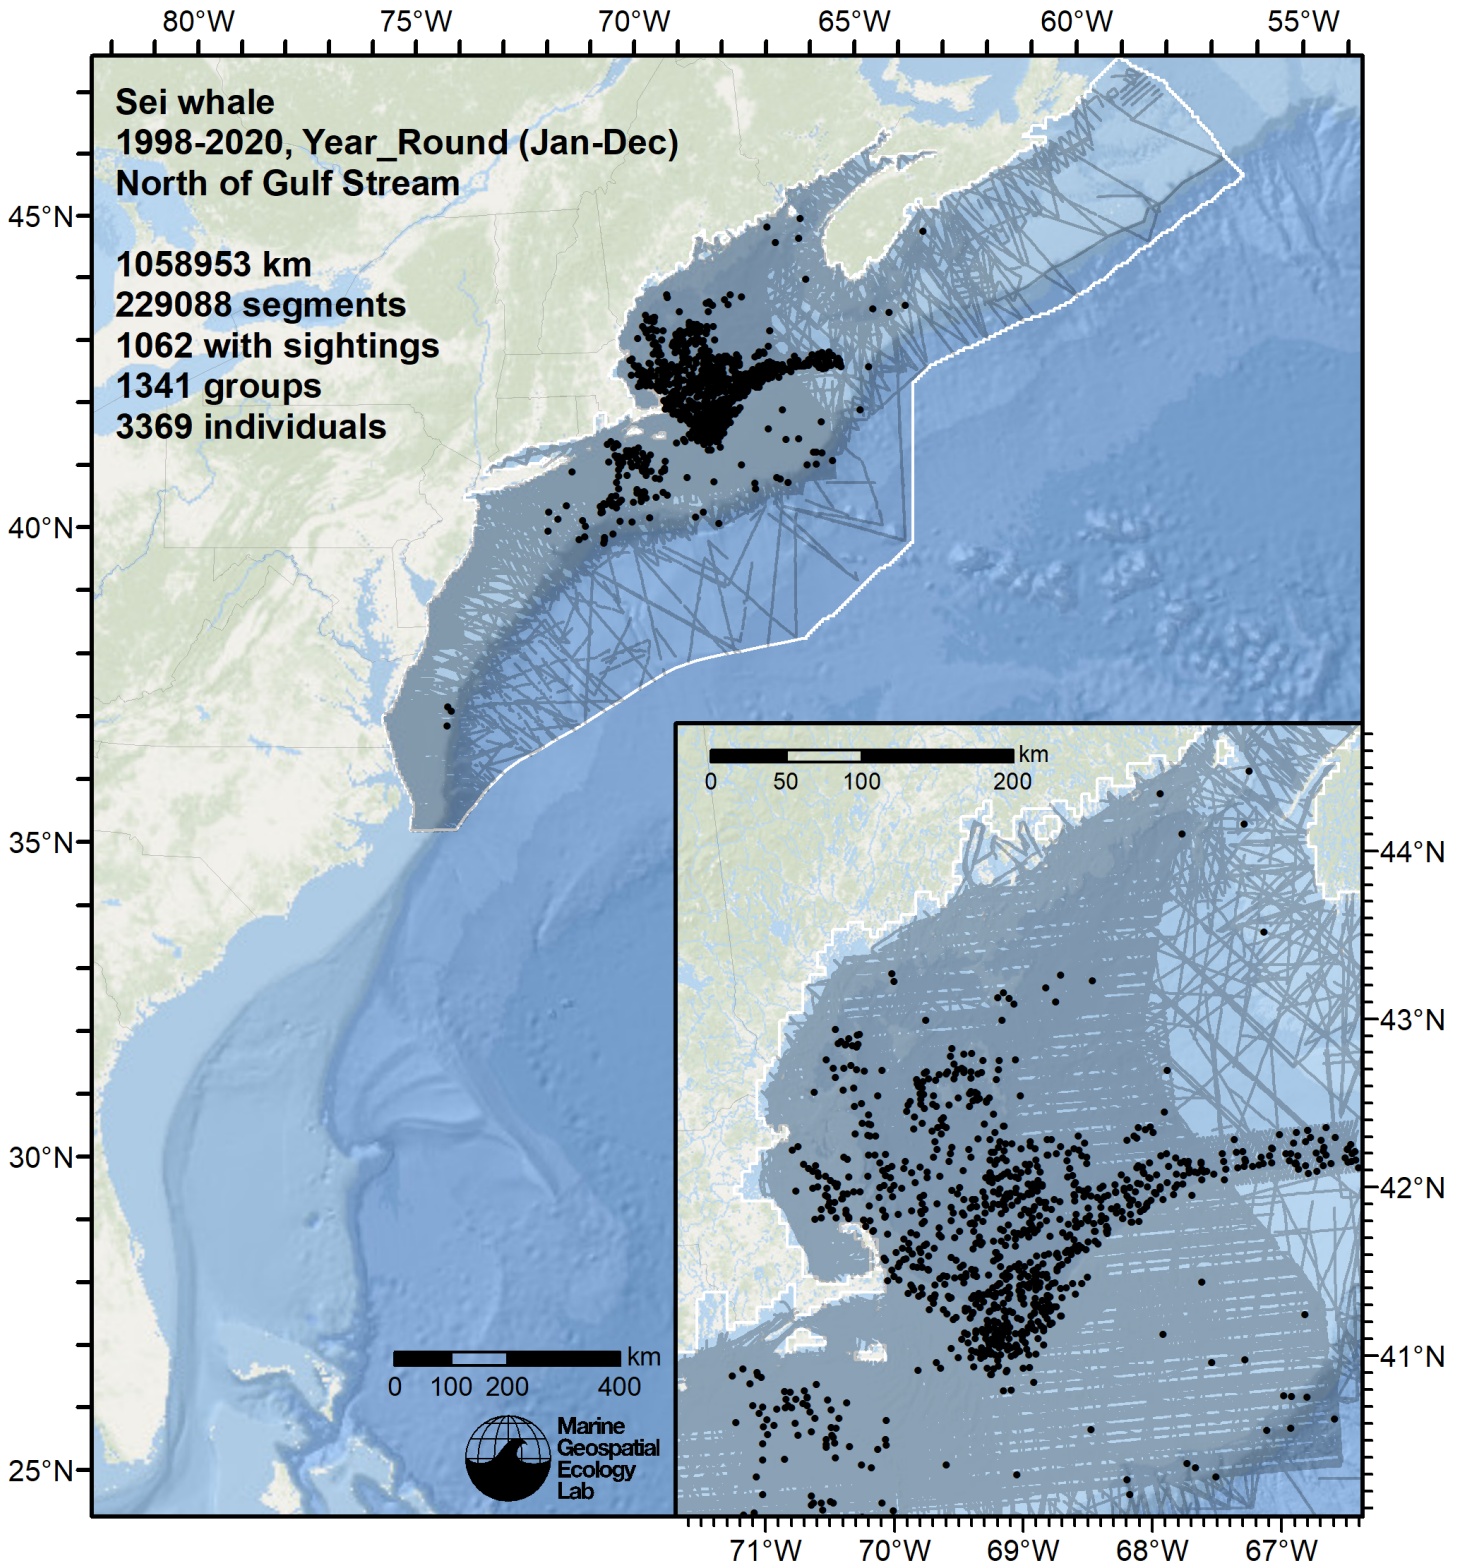 80°W 75°W 70°W 65°W 60°W 55°W
Sei whale
1998-2020, Year_Round (Jan-Dec)
North of Gulf Stream
1058953 km
229088 segments
1062 with sightings
1341 groups
3369 individuals
45°N
40°N
35°N
30°N
25°N
km
0 50 100 200
44°N
43°N
42°N
41°N
km
0 100 200 400
Marine
Geospatial
Ecology
Lab
71°W 70°W 69°W 68°W 67°W